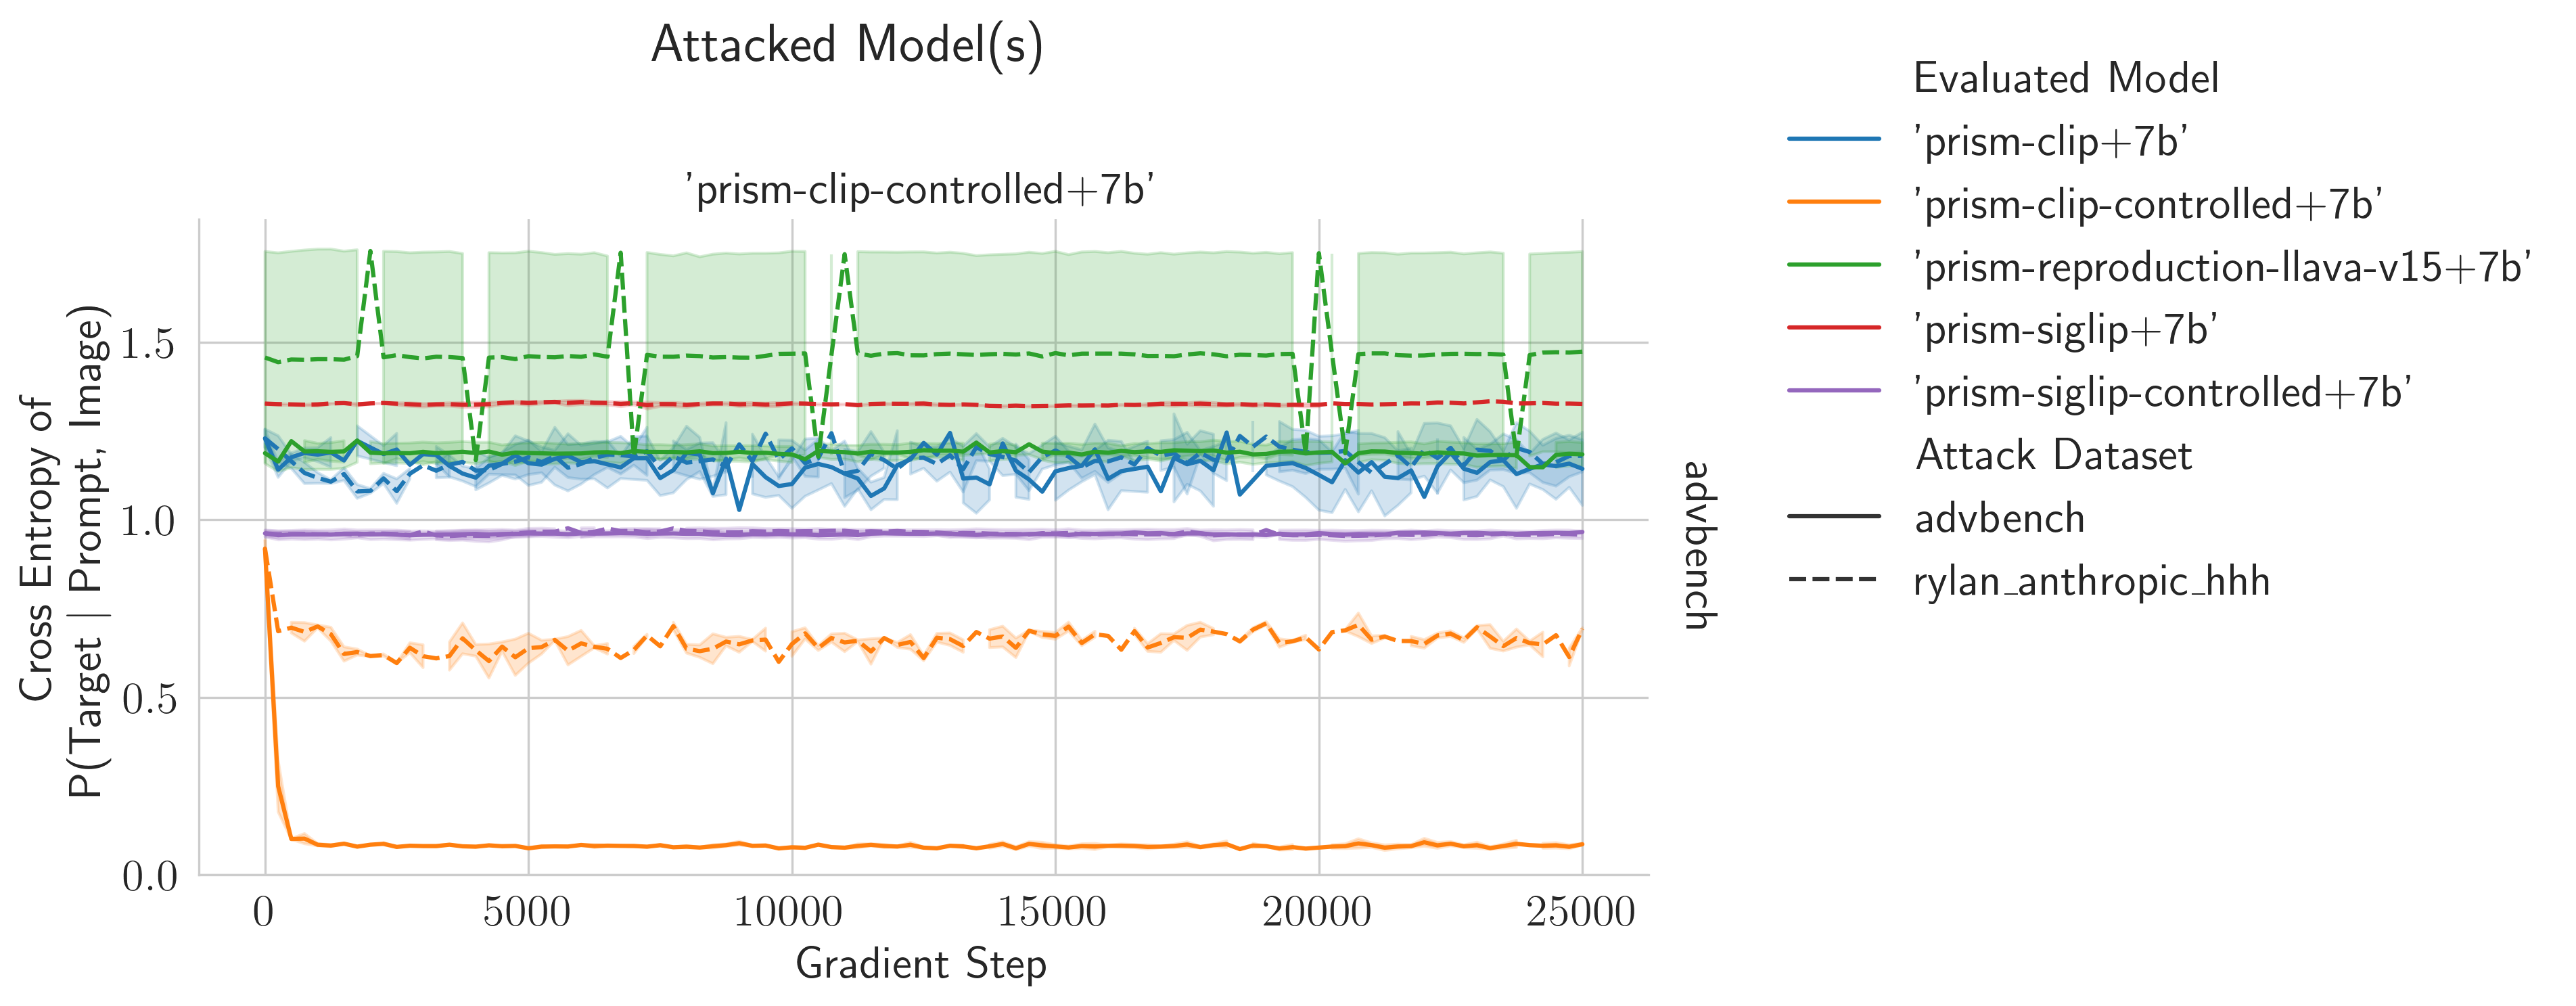 Attacked Model(s)
'prism-clip-controlled+7b'
Cross Entropy of
P(Target | Prompt, Image)
1.5
1.0
0.5
0.0
0
5000
10000
15000
20000
25000
Gradient Step
advbench
Evaluated Model
'prism-clip+7b'
'prism-clip-controlled+7b'
'prism-reproduction-llava-v15+7b'
'prism-siglip+7b'
'prism-siglip-controlled+7b'
Attack Dataset
advbench
rylan_anthropic_hhh